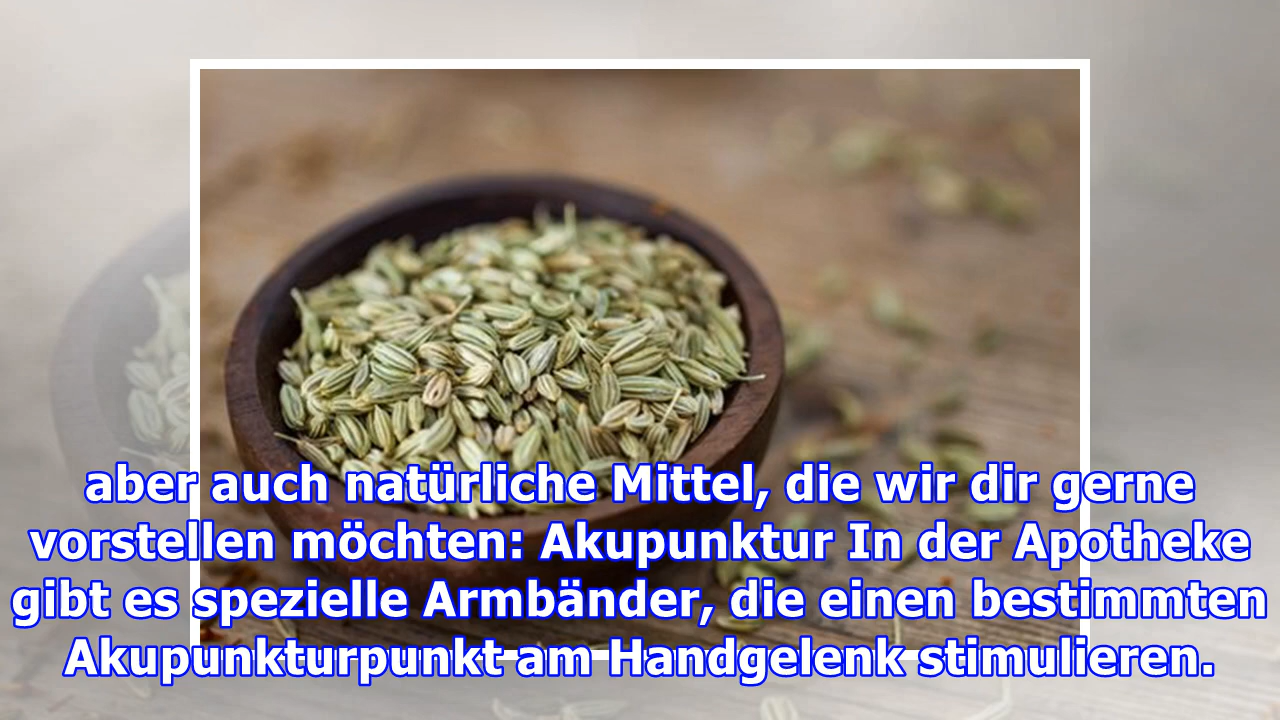 aber auch natürliche Mittel, die wir dir gerne
vorstellen möchten: Akupunktur In der Apotheke
gibt es spezielle Armbänder, die einen bestimmten
Akupunkturpunkt am Handgelenk stimulieren.